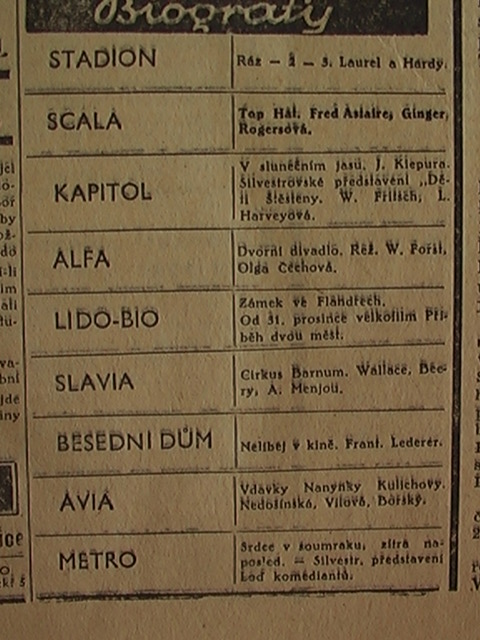 Biografy
STADION
Ráz — 2 — 3. Laurel a Hardy.
SCALA
Top Hat. Fred Astaire, Ginger
Rogersová.
KAPITOL
V slunečním jasu. J. Kiepura.
Silvestrovské představení „Dě-
ti Štěstěny. W. Fritsch, L.
Harveyová.
ALFA
Dvorní divadlo. Rež. W. Forst,
Olga Čechová.
LIDO-BIO
Zámek ve Flandřech.
Od 31. prosince velkofilm Pří-
běh dvou měst.
SLAVIA
Cirkus Barnum. Wallace, Bee-
ry, A. Menjou.
BESEDNÍ DŮM
Nelíbej v kině. Frant. Lederer.
AVIA
Vdavky Nanynky Kulichovy.
Nedošínská, Vítová, Bořský.
METRO
Srdce v soumraku, zítra na-
posled. — Silvestr. představení
Loď komediantů.